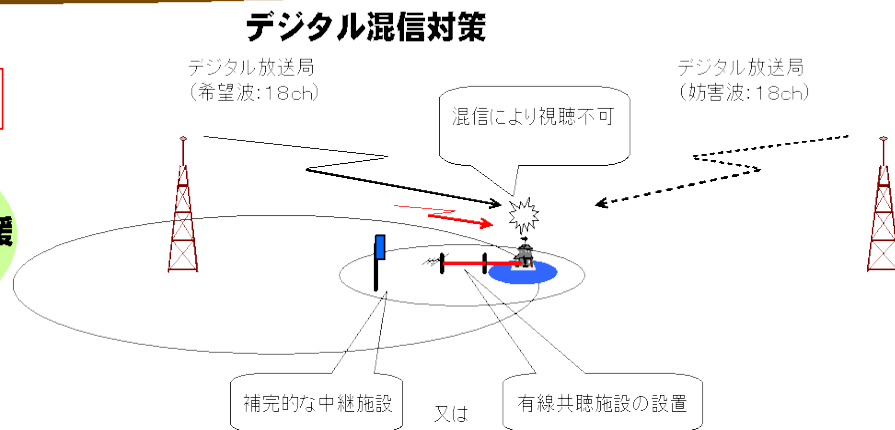 デジタル混信対策
デジタル放送局
（希望波：18ch）
デジタル放送局
（妨害波：18ch）
混信により視聴不可
援
補完的な中継施設
又は
有線共聴施設の設置